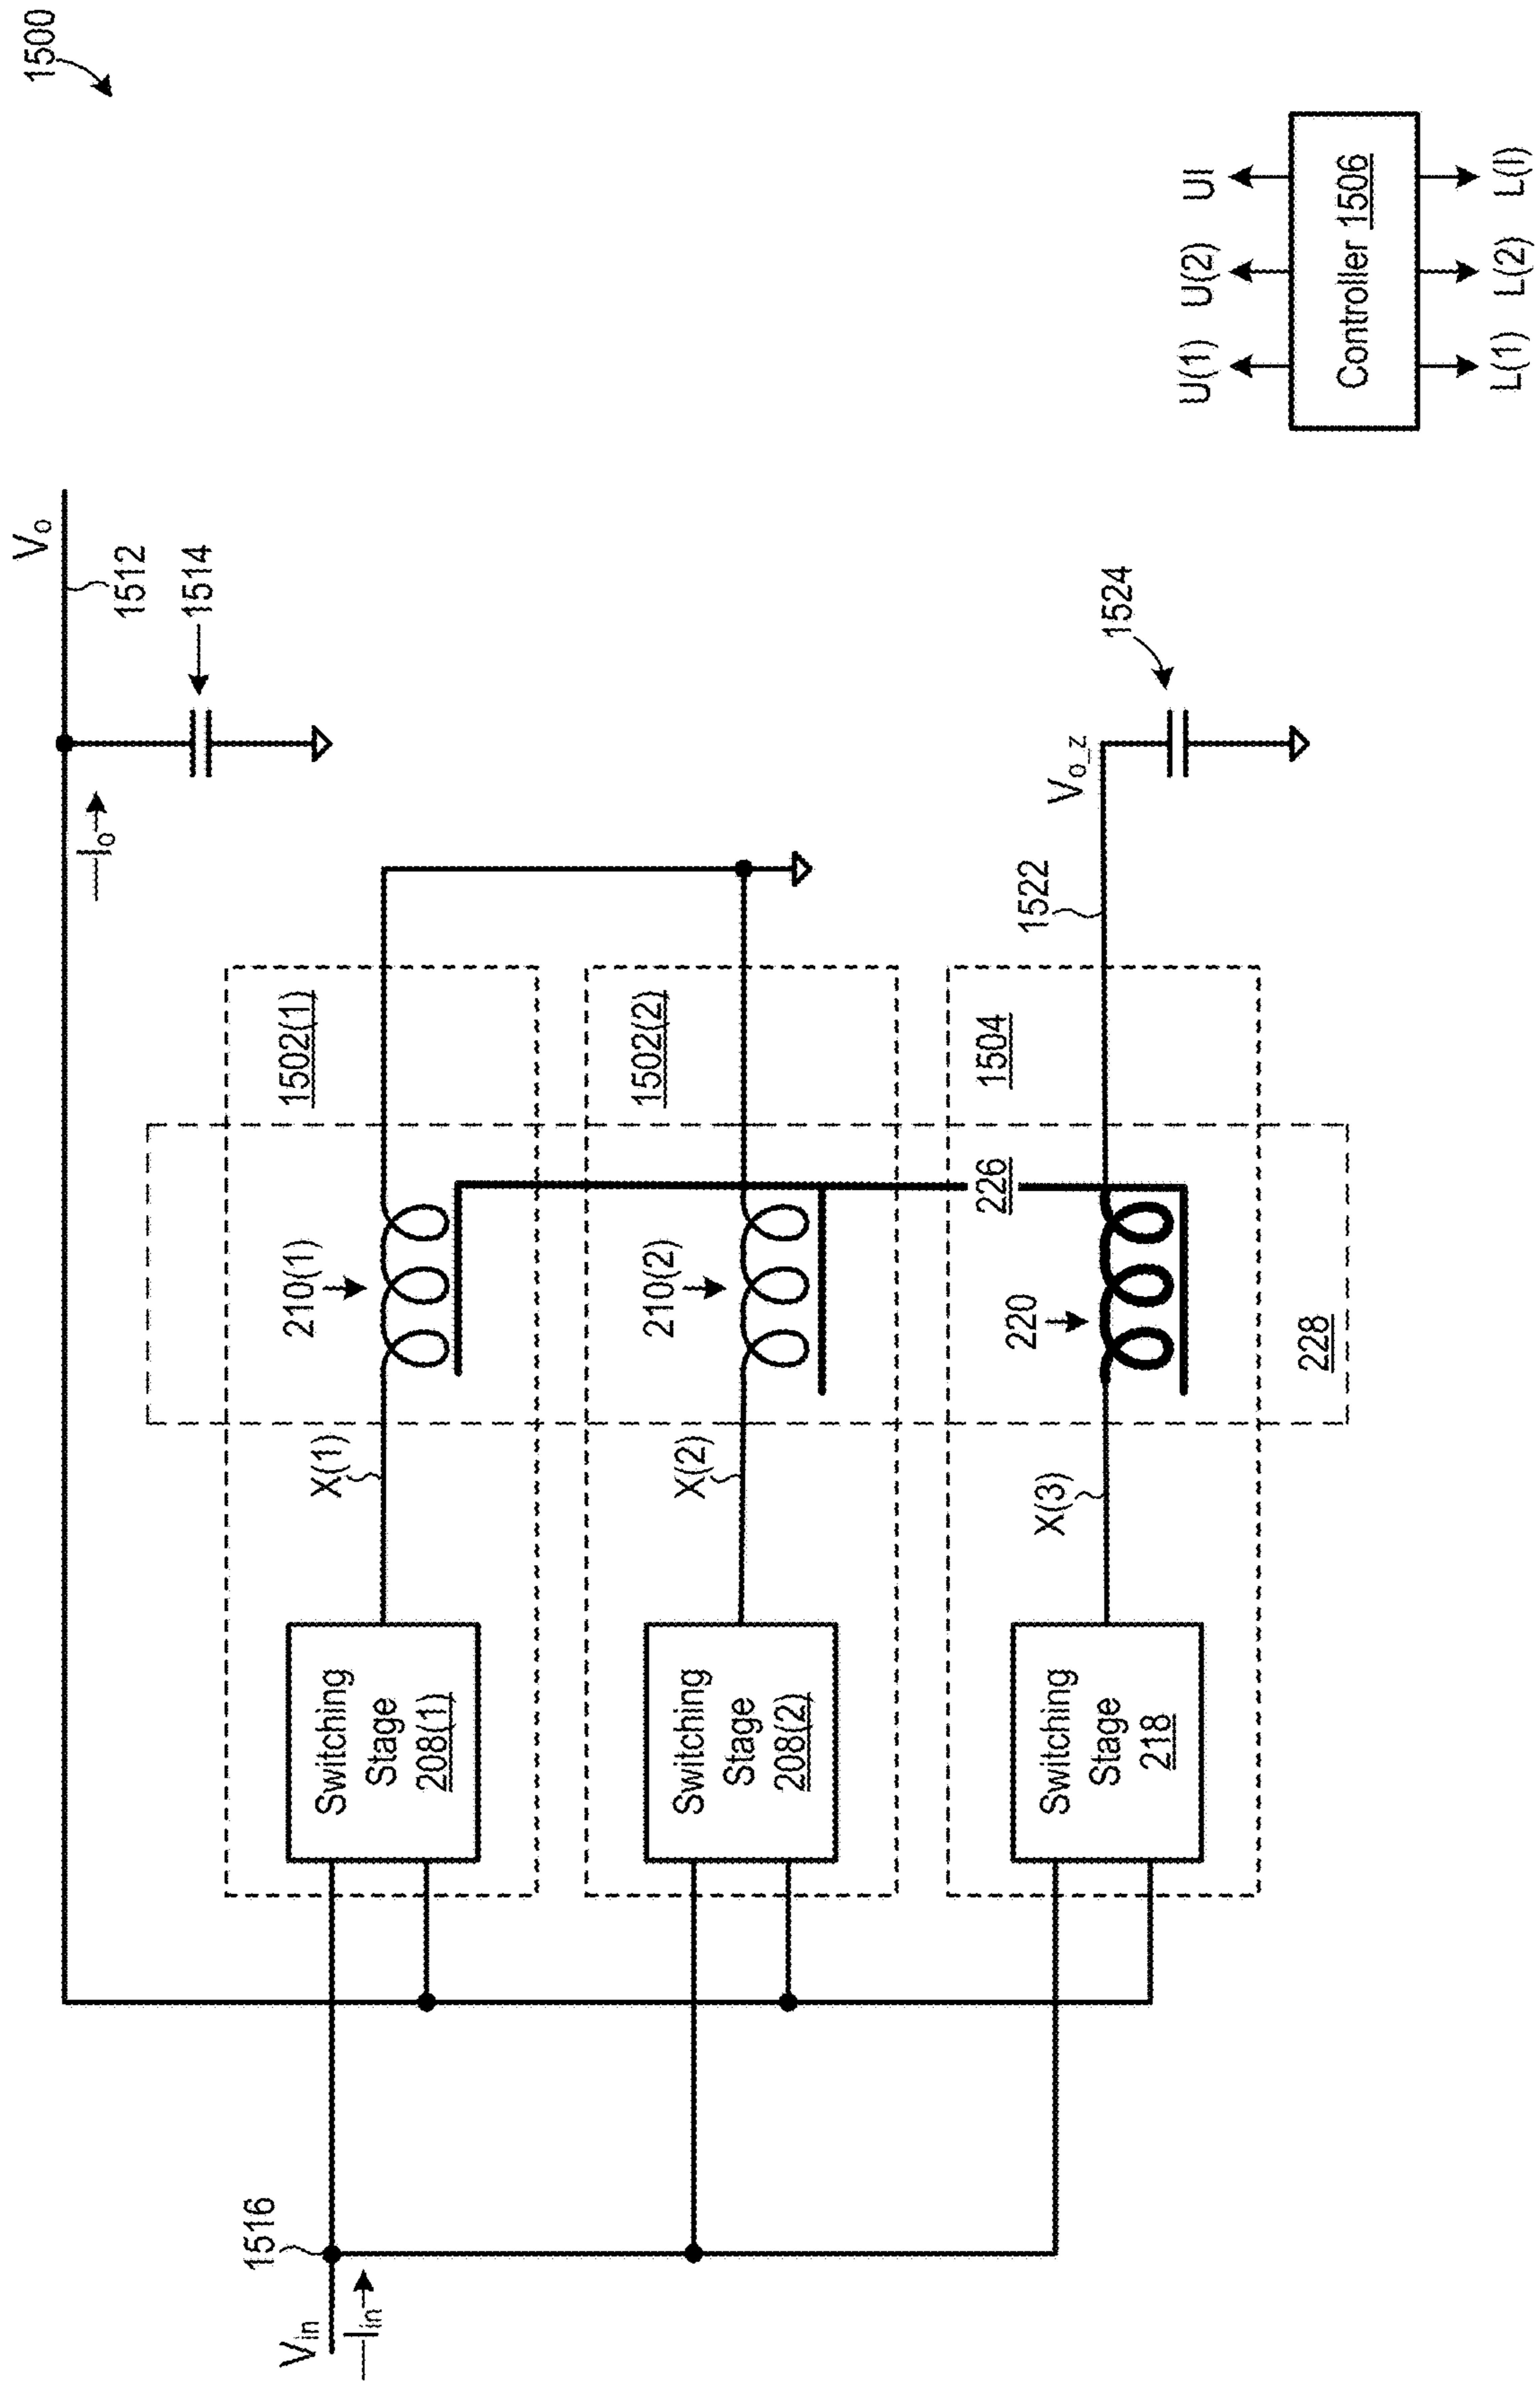 1500
Vo
1512
Io
1514
1502(1)
210(1)
X(1)
Switching
Stage
208(1)
1516
Vin
Iin
1502(2)
210(2)
X(2)
Switching
Stage
208(2)
1504
226
220
228
X(3)
Switching
Stage
218
1522
Vo_z
1524
U(1) U(2) UI
Controller 1506
L(1) L(2) L(I)